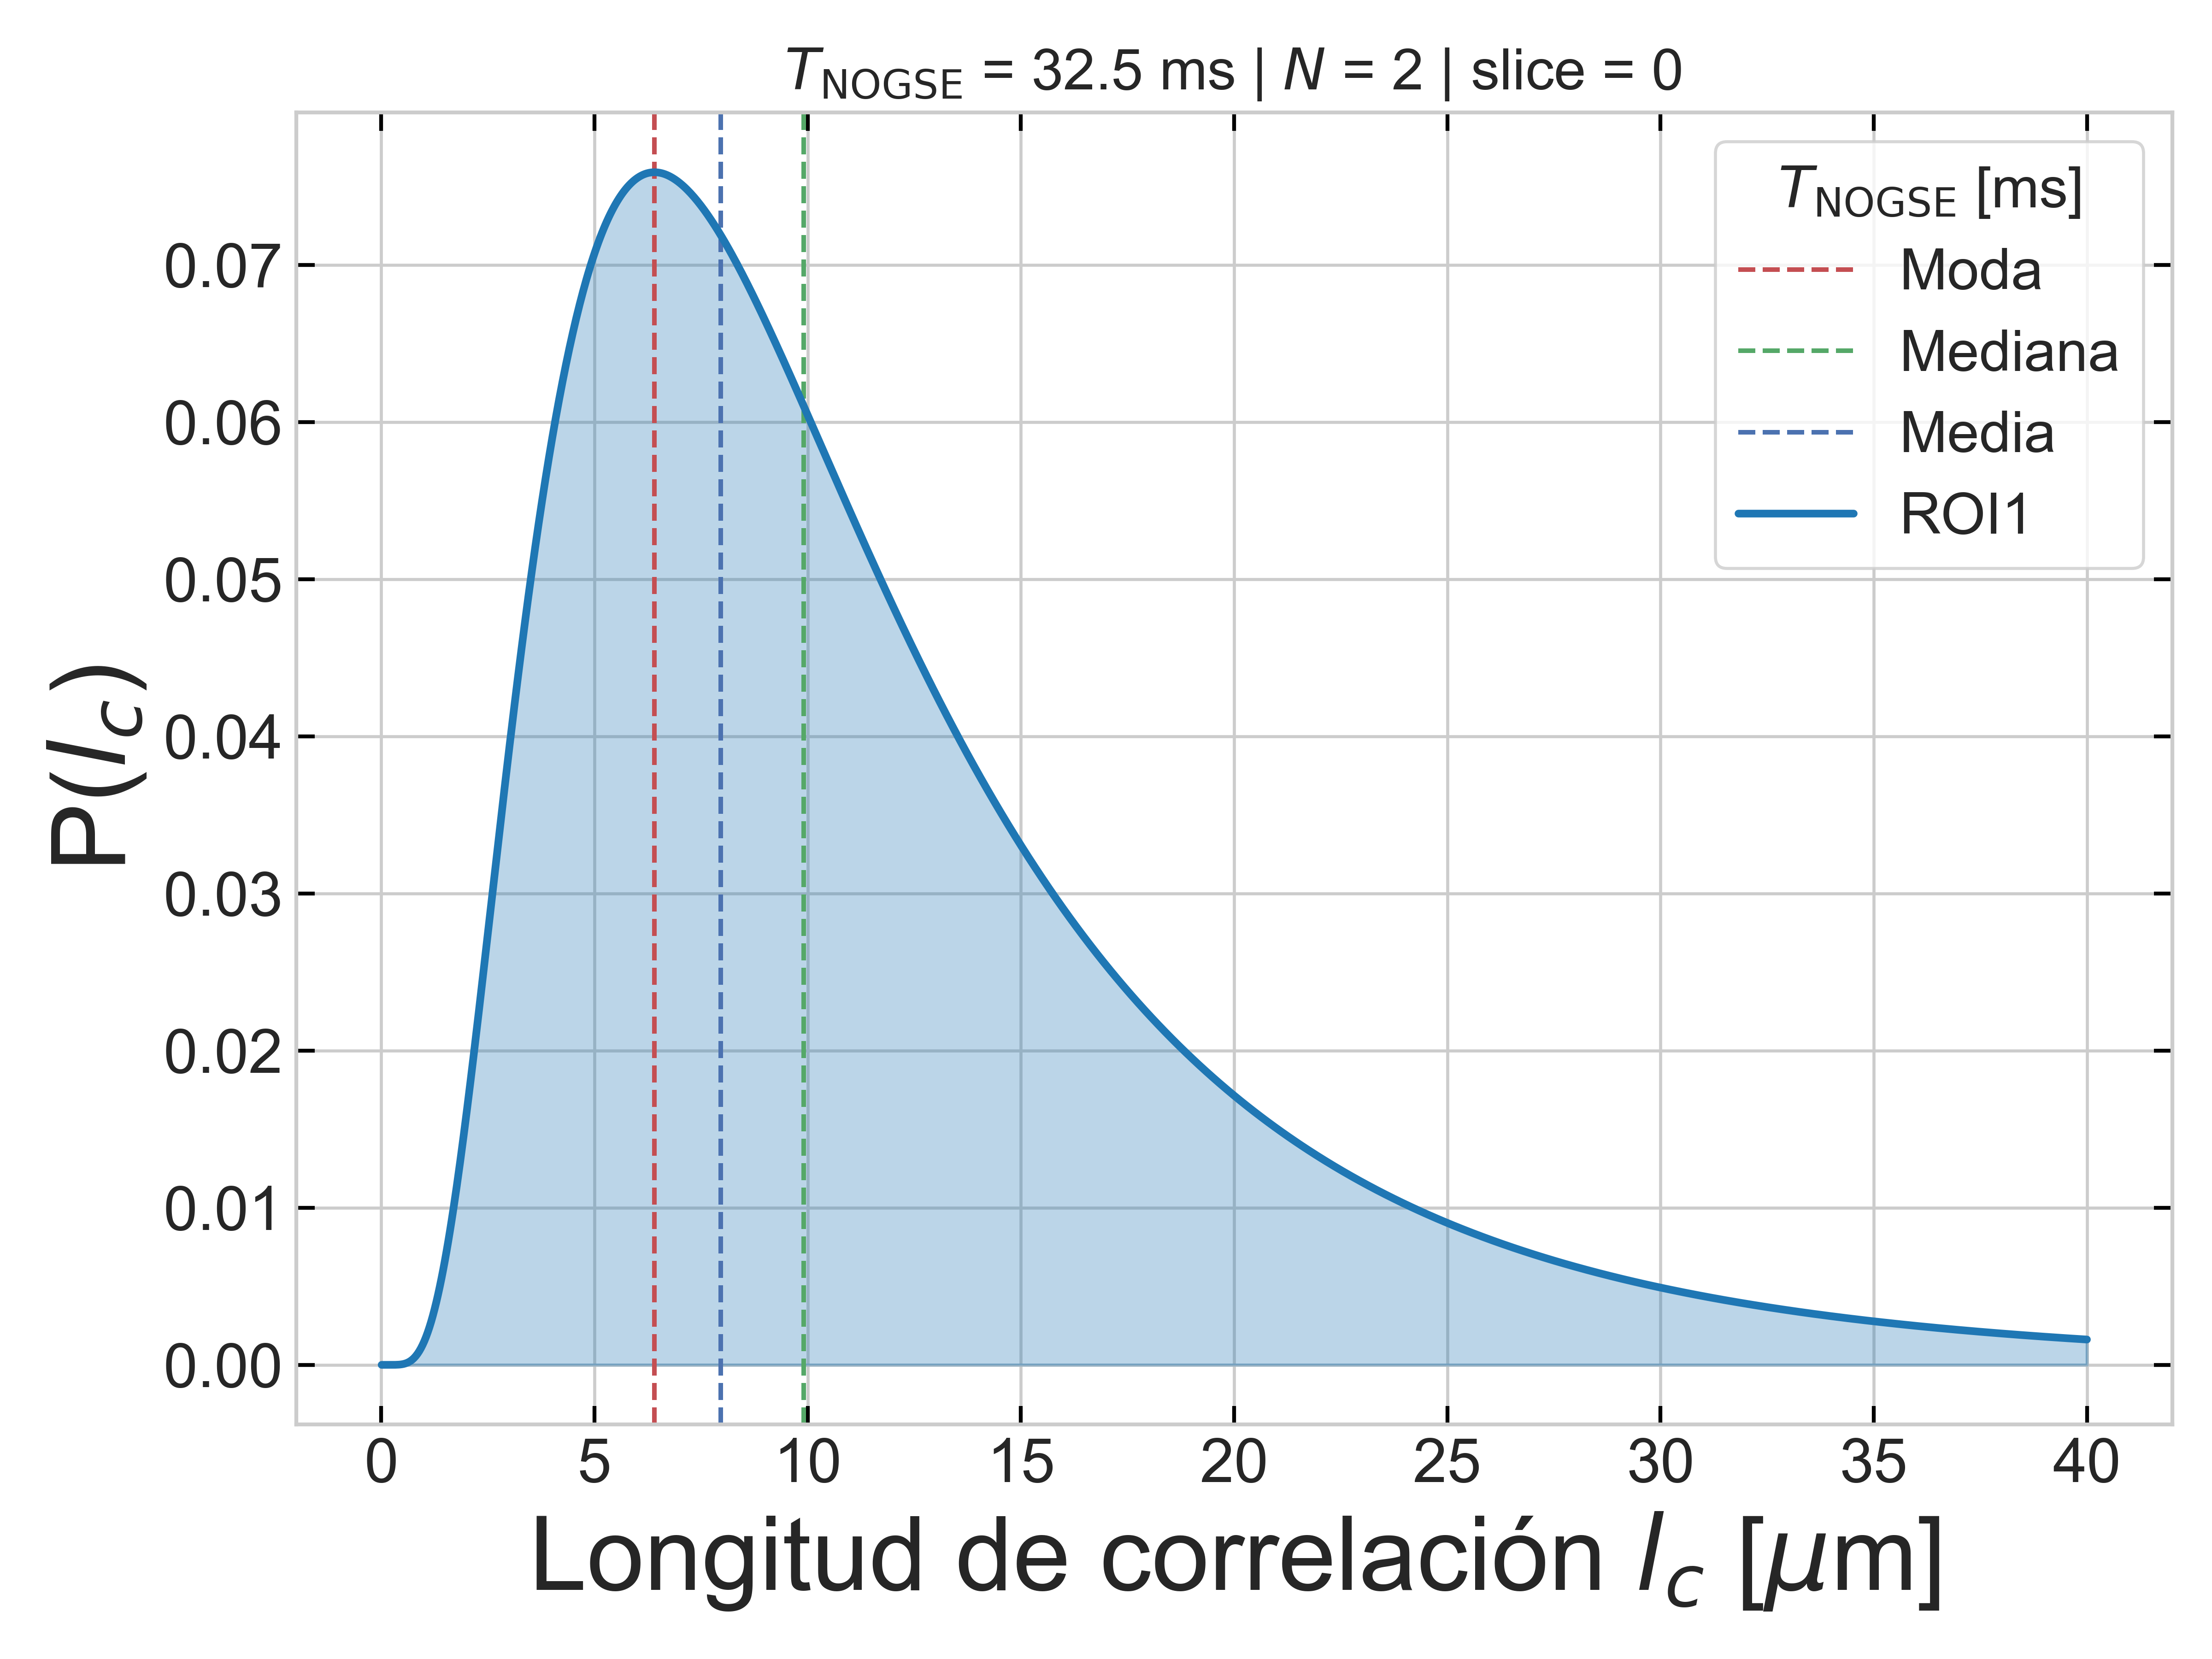 T_NOGSE = 32.5 ms | N = 2 | slice = 0
T_NOGSE [ms]
Moda
Mediana
Media
ROI1
P(l_c)
0.07
0.06
0.05
0.04
0.03
0.02
0.01
0.00
0 5 10 15 20 25 30 35 40
Longitud de correlación l_c [μm]